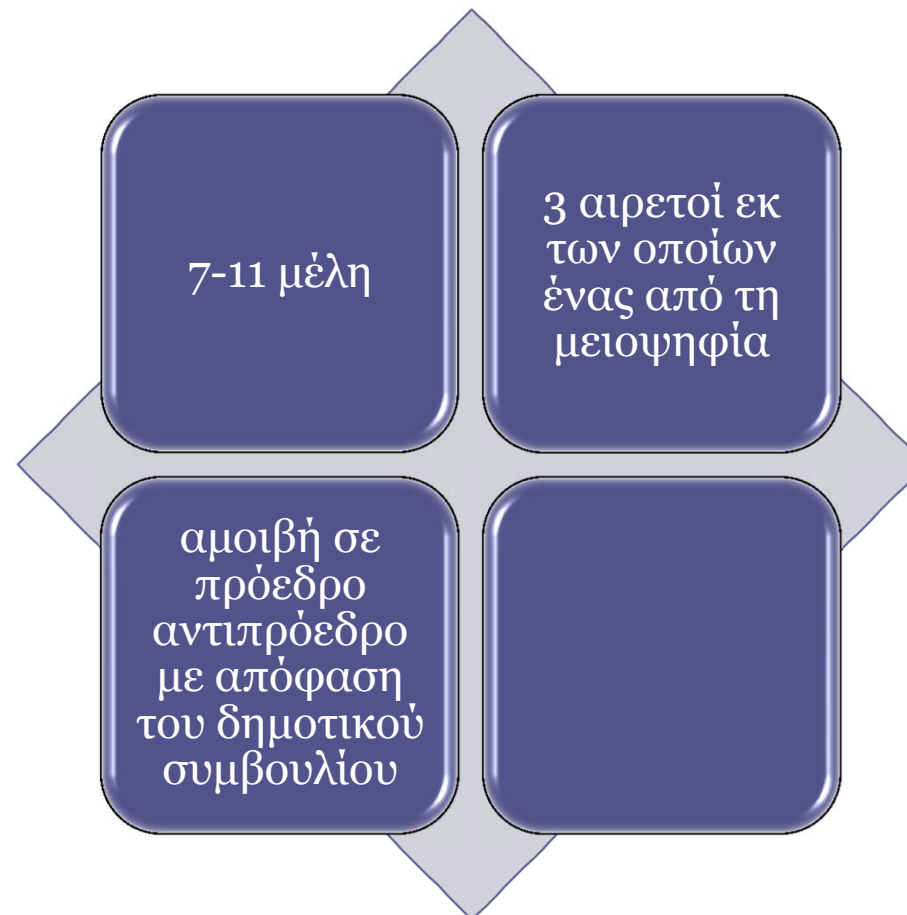 7-11 μέλη
3 αιρετοί εκ
των οποίων
ένας από τη
μειοψηφία
αμοιβή σε
πρόεδρο
αντιπρόεδρο
με απόφαση
του δημοτικού
συμβουλίου